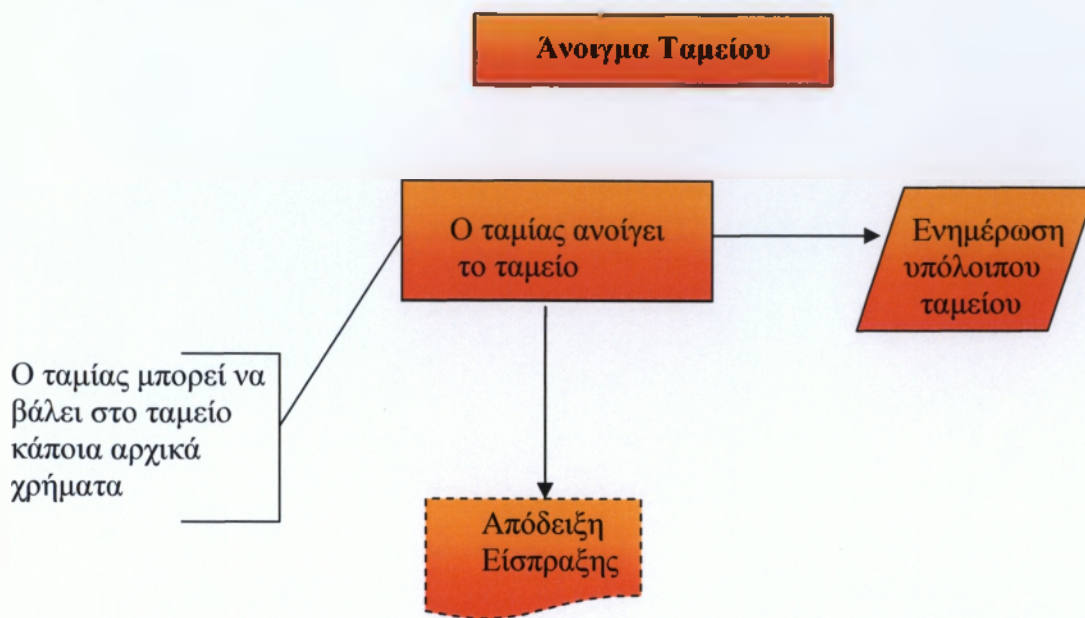 Άνοιγμα Ταμείου
Ο ταμίας ανοίγει
το ταμείο
Ενημέρωση
υπόλοιπου
ταμείου
Ο ταμίας μπορεί να
βάλει στο ταμείο
κάποια αρχικά
χρήματα
Απόδειξη
Είσπραξης